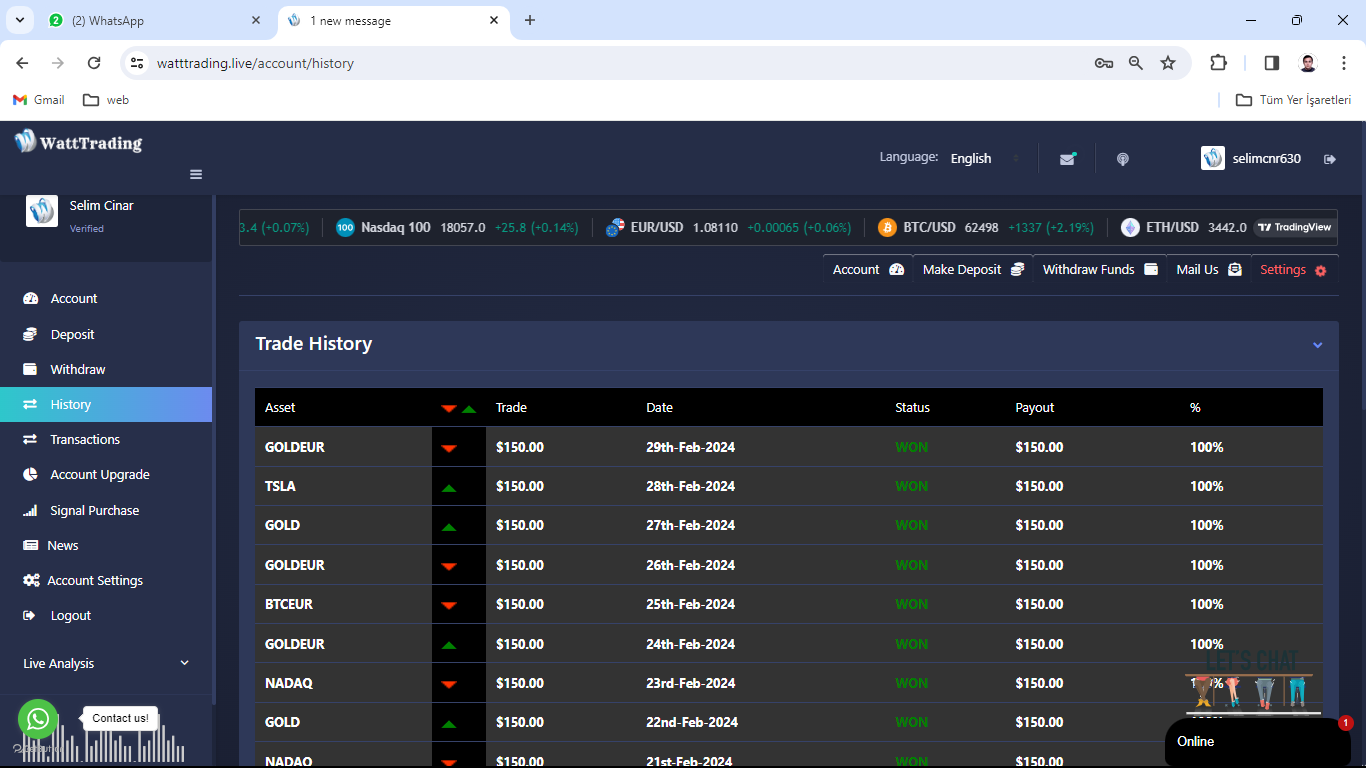 (2) WhatsApp
1 new message
watttrading.live/account/history
Gmail
web
Tüm Yer İşaretleri
WattTrading
Language: English
selimcnr630
Selim Cinar
Verified
3.4 (+0.07%)
100 Nasdaq 100 18057.0 +25.8 (+0.14%)
EUR/USD 1.08110 +0.00065 (+0.06%)
BTC/USD 62498 +1337 (+2.19%)
ETH/USD 3442.0
TradingView
Account
Make Deposit
Withdraw Funds
Mail Us
Settings
Account
Deposit
Withdraw
History
Transactions
Account Upgrade
Signal Purchase
News
Account Settings
Logout
Live Analysis
Contact us!
Trade History
Asset Trade Date Status Payout %
GOLDEUR $150.00 29th-Feb-2024 WON $150.00 100%
TSLA $150.00 28th-Feb-2024 WON $150.00 100%
GOLD $150.00 27th-Feb-2024 WON $150.00 100%
GOLDEUR $150.00 26th-Feb-2024 WON $150.00 100%
BTCEUR $150.00 25th-Feb-2024 WON $150.00 100%
GOLDEUR $150.00 24th-Feb-2024 WON $150.00 100%
NADAQ $150.00 23rd-Feb-2024 WON $150.00
GOLD $150.00 22nd-Feb-2024 WON $150.00
NADAQ $150.00 21st-Feb-2024 WON $150.00
LET'S CHAT
Online
1